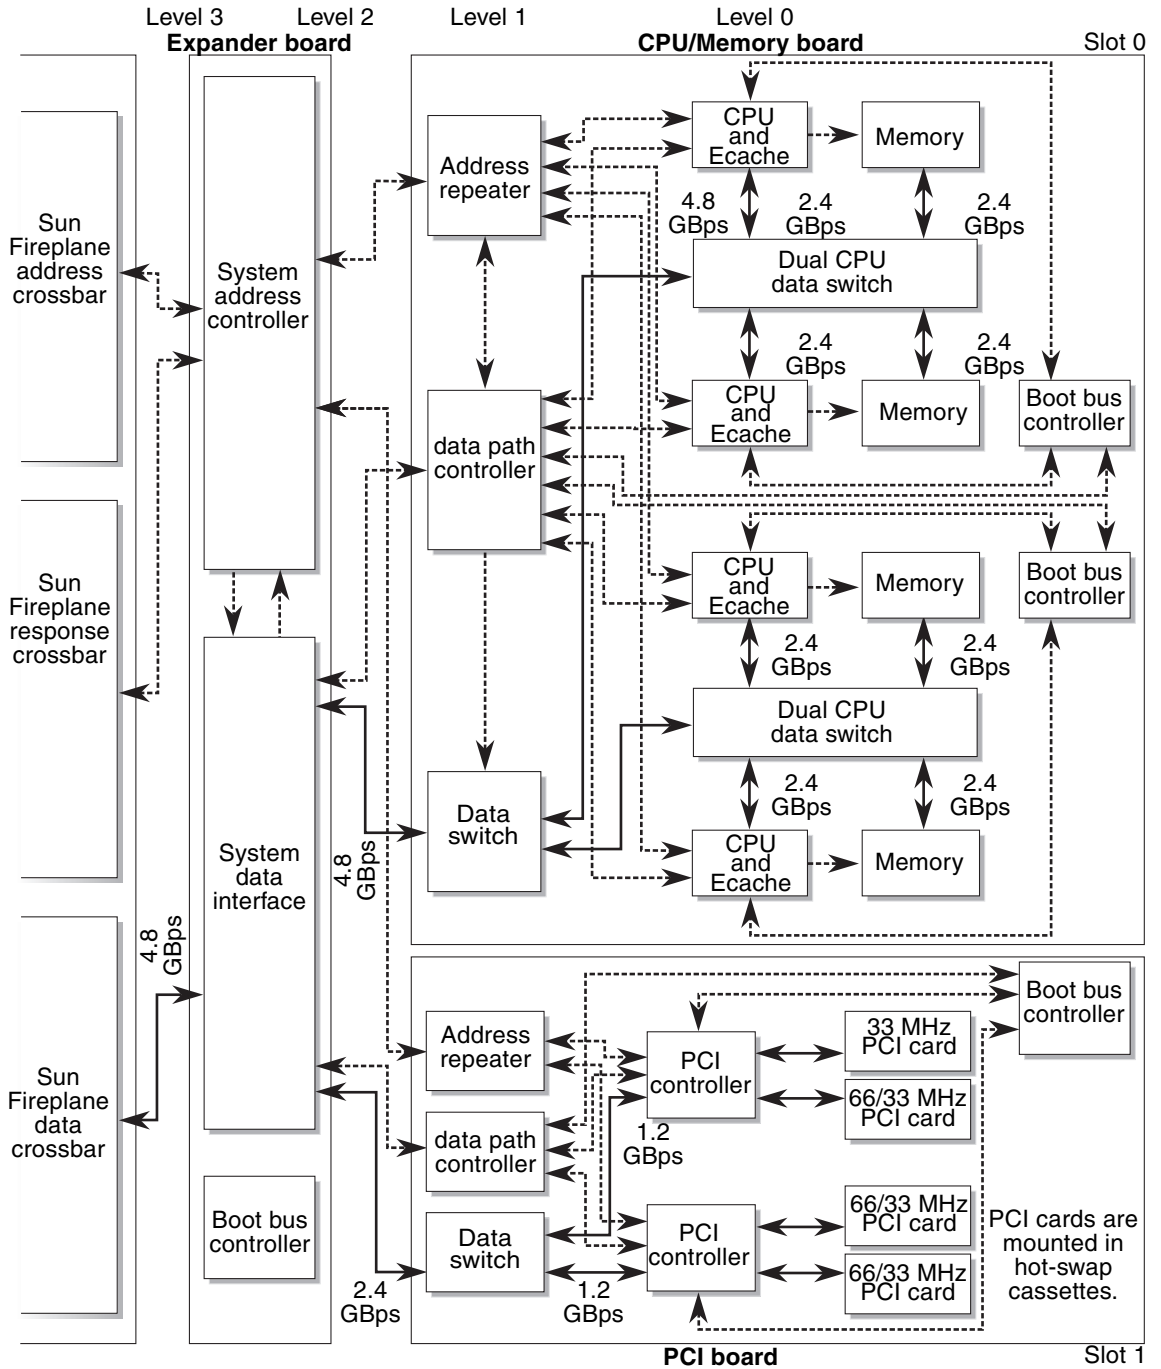 Level 3
Level 2
Level 1
Level 0
Expander board
CPU/Memory board
Slot 0
Sun
Fireplane
address
crossbar
Sun
Fireplane
response
crossbar
Sun
Fireplane
data
crossbar
4.8
GBps
System
address
controller
System
data
interface
Boot bus
controller
4.8
GBps
2.4
GBps
Address
repeater
data path
controller
Data
switch
CPU
and
Ecache
Memory
4.8
GBps
2.4
GBps
2.4
GBps
Dual CPU
data switch
2.4
GBps
2.4
GBps
CPU
and
Ecache
Memory
Boot bus
controller
CPU
and
Ecache
Memory
Boot bus
controller
2.4
GBps
2.4
GBps
Dual CPU
data switch
2.4
GBps
2.4
GBps
CPU
and
Ecache
Memory
Address
repeater
data path
controller
Data
switch
1.2
GBps
1.2
GBps
PCI
controller
PCI
controller
33 MHz
PCI card
66/33 MHz
PCI card
66/33 MHz
PCI card
66/33 MHz
PCI card
Boot bus
controller
PCI cards are
mounted in
hot-swap
cassettes.
PCI board
Slot 1